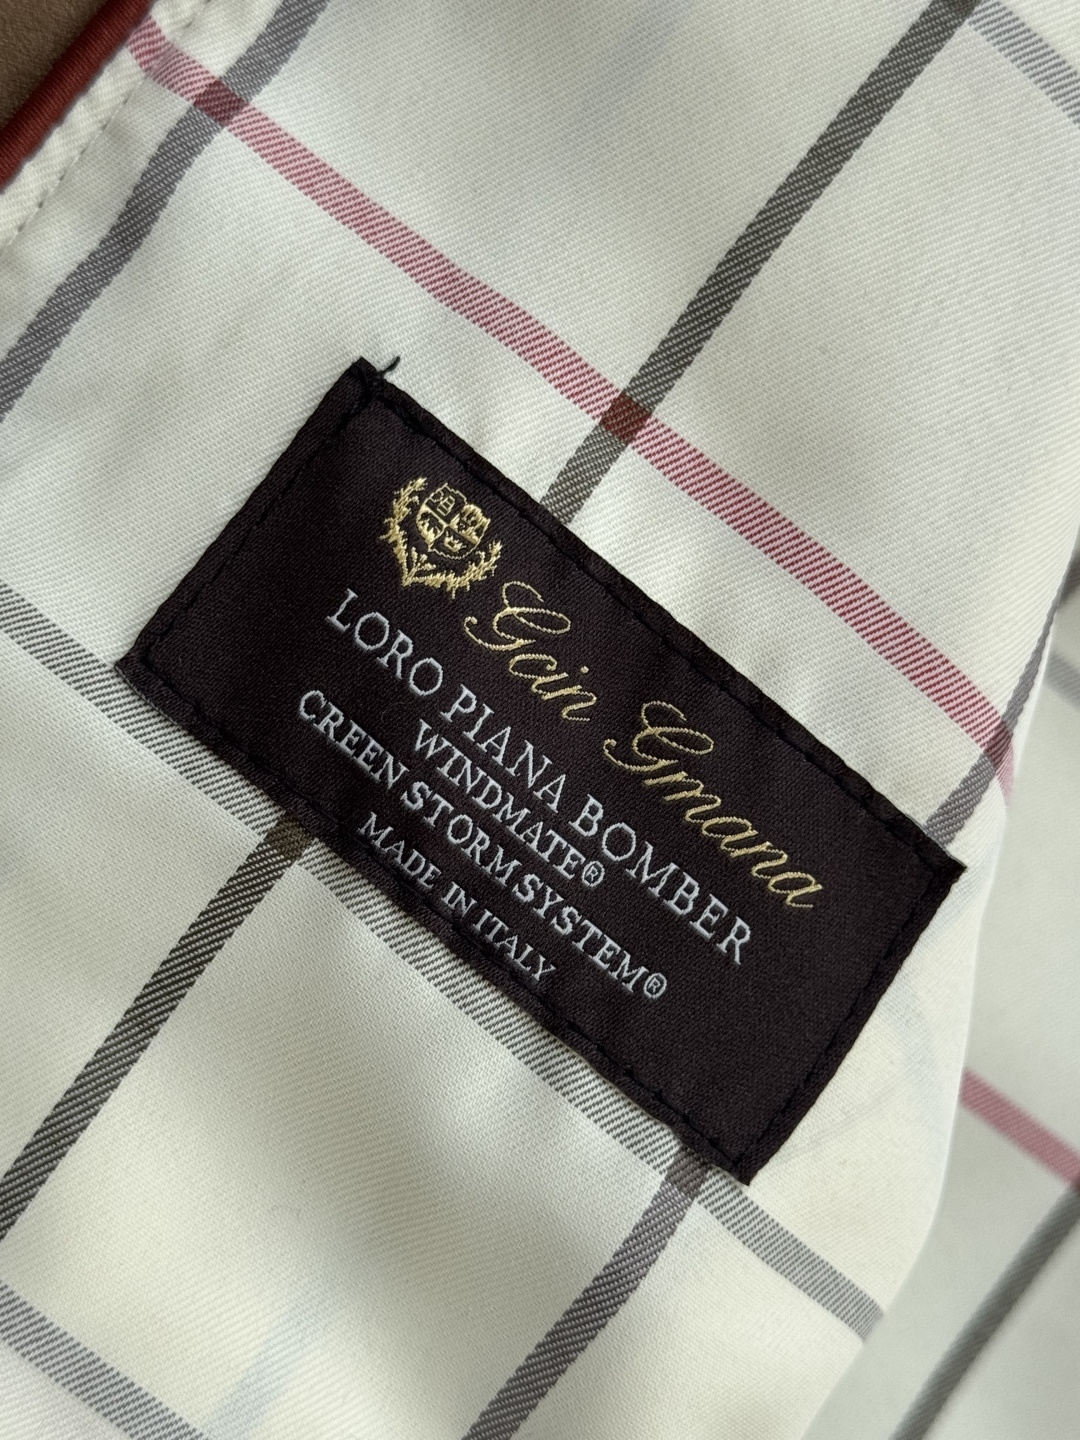 Gcin Gmana
LORO PIANA BOMBER
WINDMATE®
CREEN STORM SYSTEM®
MADE IN ITALY